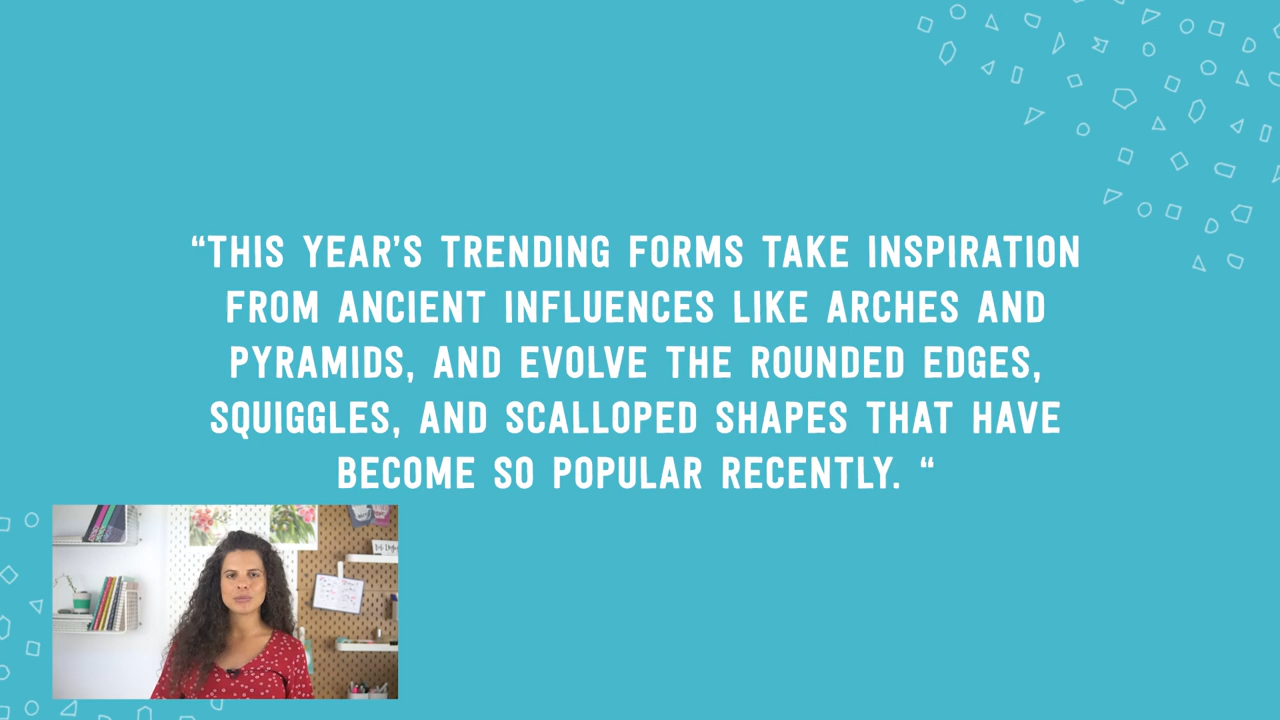 “THIS YEAR’S TRENDING FORMS TAKE INSPIRATION
FROM ANCIENT INFLUENCES LIKE ARCHES AND
PYRAMIDS, AND EVOLVE THE ROUNDED EDGES,
SQUIGGLES, AND SCALLOPED SHAPES THAT HAVE
BECOME SO POPULAR RECENTLY. “